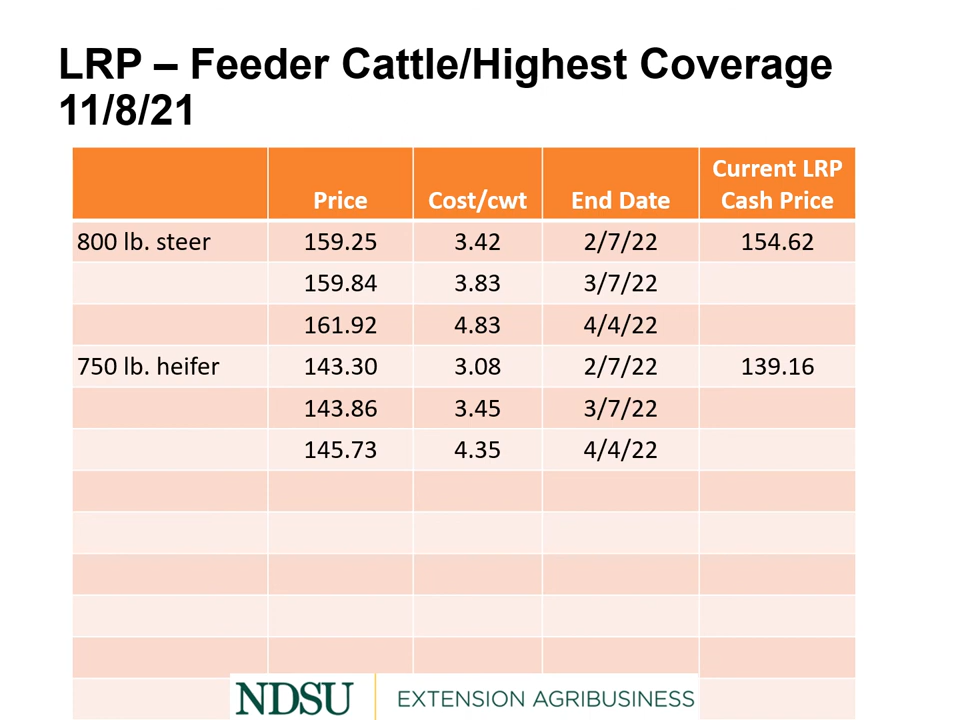 LRP – Feeder Cattle/Highest Coverage
11/8/21
Price Cost/cwt End Date Current LRP Cash Price
800 lb. steer 159.25 3.42 2/7/22 154.62
159.84 3.83 3/7/22
161.92 4.83 4/4/22
750 lb. heifer 143.30 3.08 2/7/22 139.16
143.86 3.45 3/7/22
145.73 4.35 4/4/22
NDSU EXTENSION AGRIBUSINESS